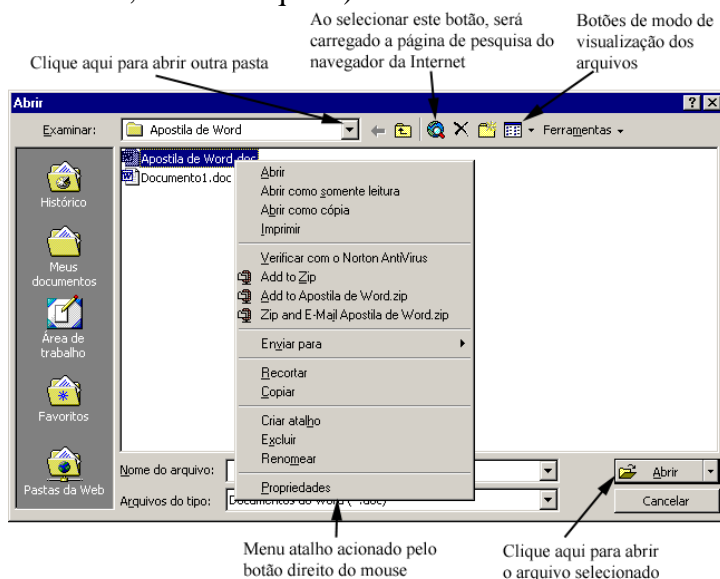 Ao selecionar este botão, será
carregado a página de pesquisa do
navegador da Internet
Botões de modo de
visualização dos
arquivos
Clique aqui para abrir outra pasta
Abrir
Examinar:
Apostila de Word
Ferramentas
Histórico
Meus
documentos
Área de
trabalho
Favoritos
Pastas da Web
Apostila de Word.doc
Documento1.doc
Abrir
Abrir como somente leitura
Abrir como cópia
Imprimir
Verificar com o Norton AntiVirus
Add to Zip
Add to Apostila de Word.zip
Zip and E-Mail Apostila de Word.zip
Enviar para
Recortar
Copiar
Criar atalho
Excluir
Renomear
Propriedades
Nome do arquivo:
Arquivos do tipo:
Abrir
Cancelar
Menu atalho acionado pelo
botão direito do mouse
Clique aqui para abrir
o arquivo selecionado